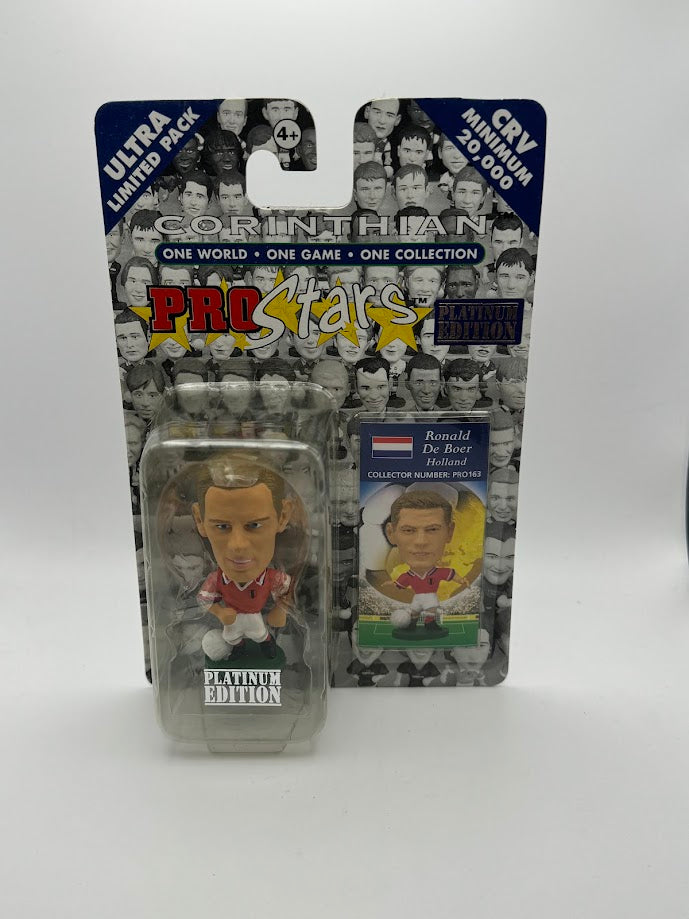 ULTRA
LIMITED PACK
4+
CRV
MINIMUM
20,000
CORINTHIAN
ONE WORLD • ONE GAME • ONE COLLECTION
PROStars™
PLATINUM
EDITION
Ronald
De Boer
Holland
COLLECTOR NUMBER: PRO163
PLATINUM
EDITION